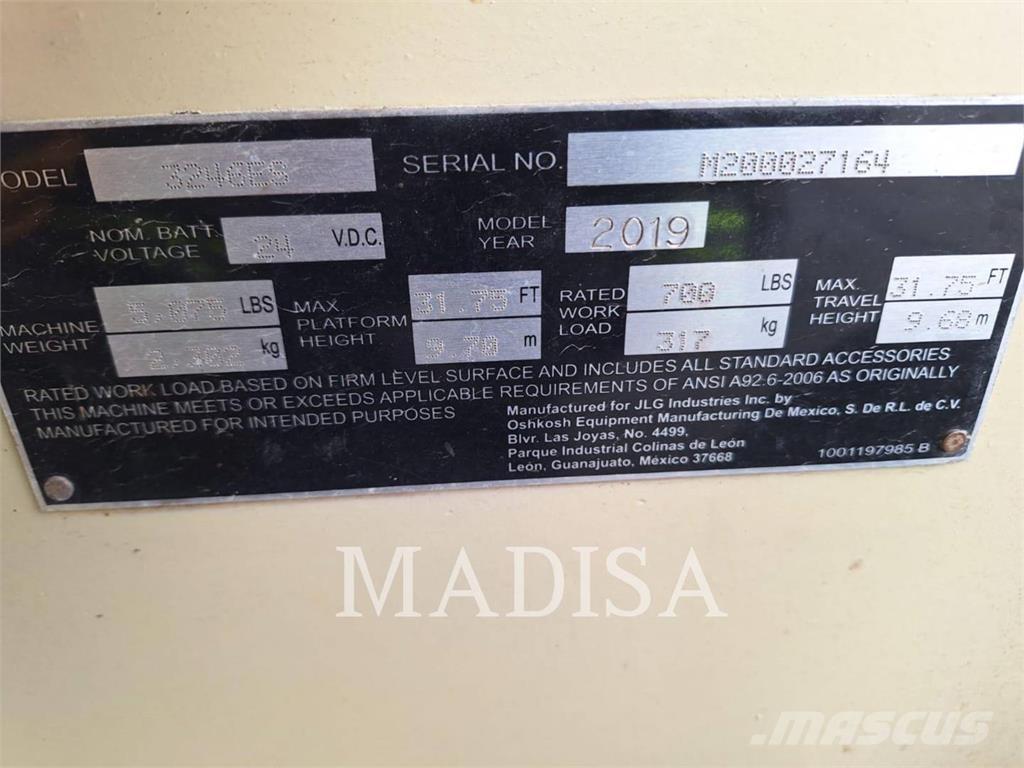 ODEL 3246ES SERIAL NO. M200027164
NOM. BATT. VOLTAGE 24 V.D.C. MODEL YEAR 2019
MACHINE WEIGHT 5,075 LBS 2,302 kg MAX. PLATFORM HEIGHT 31.75 FT 9.70 m RATED WORK LOAD 700 LBS 317 kg MAX. TRAVEL HEIGHT 31.75 FT 9.68 m
RATED WORK LOAD BASED ON FIRM LEVEL SURFACE AND INCLUDES ALL STANDARD ACCESSORIES
THIS MACHINE MEETS OR EXCEEDS APPLICABLE REQUIREMENTS OF ANSI A92.6-2006 AS ORIGINALLY
MANUFACTURED FOR INTENDED PURPOSES
Manufactured for JLG Industries Inc. by
Oshkosh Equipment Manufacturing De Mexico, S. De R.L. de C.V.
Blvr. Las Joyas, No. 4499,
Parque Industrial Colinas de León
León, Guanajuato, México 37668
1001197985 B
MADISA
MASCUS